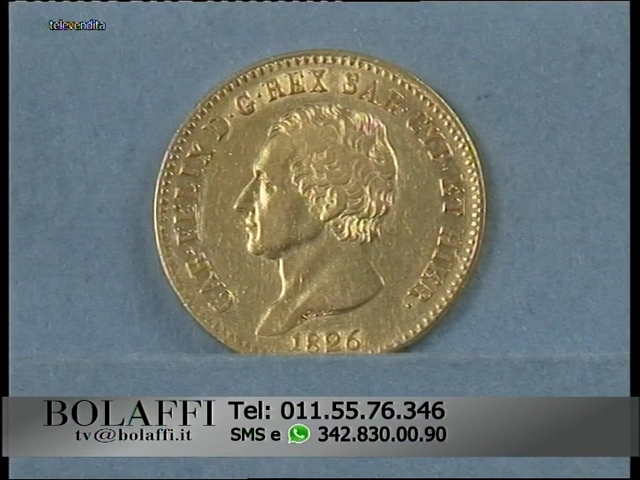 televendita
CAR·FELIX D·G·REX SAR·CYP·ET HIER·
1826
BOLAFFI
tv@bolaffi.it
Tel: 011.55.76.346
SMS e 342.830.00.90